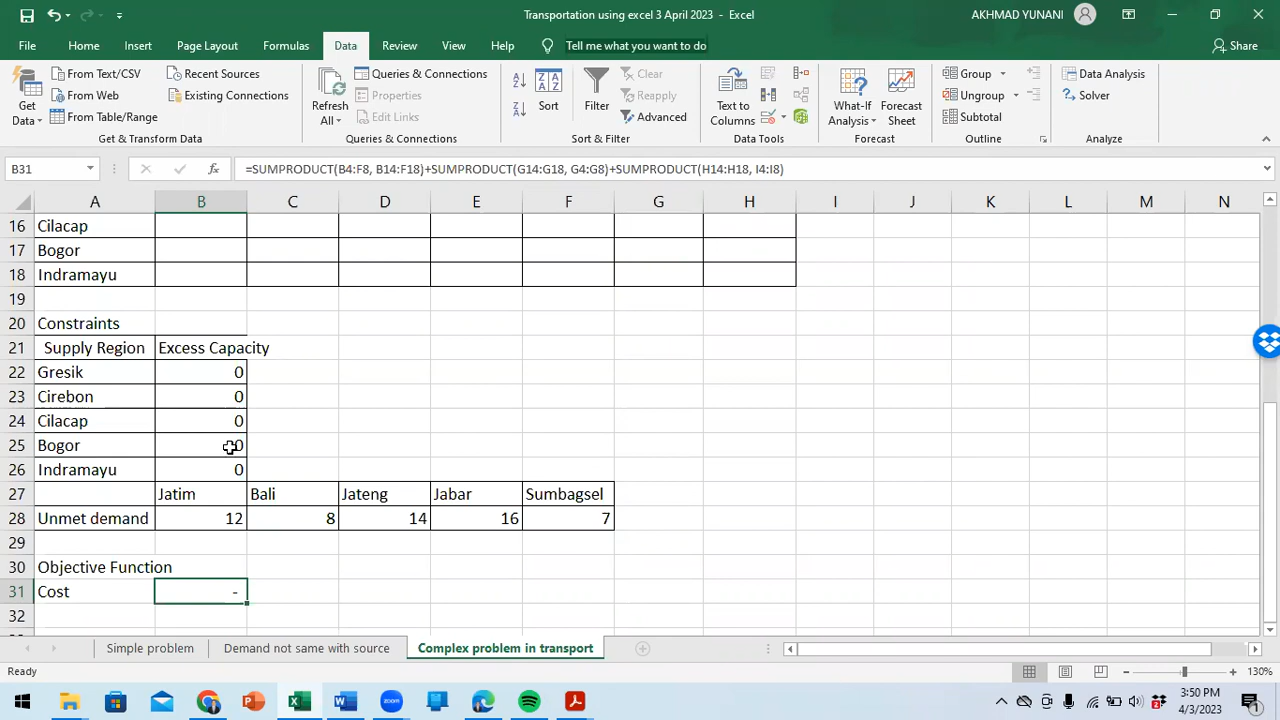 Transportation using excel 3 April 2023 - Excel
AKHMAD YUNANI
File Home Insert Page Layout Formulas Data Review View Help Tell me what you want to do Share
Get Data
From Text/CSV
From Web
From Table/Range
Recent Sources
Existing Connections
Get & Transform Data
Refresh All
Queries & Connections
Properties
Edit Links
Queries & Connections
Sort
Filter
Clear
Reapply
Advanced
Sort & Filter
Text to Columns
Data Tools
What-If Analysis
Forecast Sheet
Forecast
Group
Ungroup
Subtotal
Outline
Data Analysis
Solver
Analyze
B31 fx =SUMPRODUCT(B4:F8, B14:F18)+SUMPRODUCT(G14:G18, G4:G8)+SUMPRODUCT(H14:H18, I4:I8)
A B C D E F G H I J K L M N
16 Cilacap
17 Bogor
18 Indramayu
19
20 Constraints
21 Supply Region Excess Capacity
22 Gresik 0
23 Cirebon 0
24 Cilacap 0
25 Bogor 0
26 Indramayu 0
27 Jatim Bali Jateng Jabar Sumbagsel
28 Unmet demand 12 8 14 16 7
29
30 Objective Function
31 Cost -
32
Simple problem Demand not same with source Complex problem in transport
Ready 130%
3:50 PM
4/3/2023